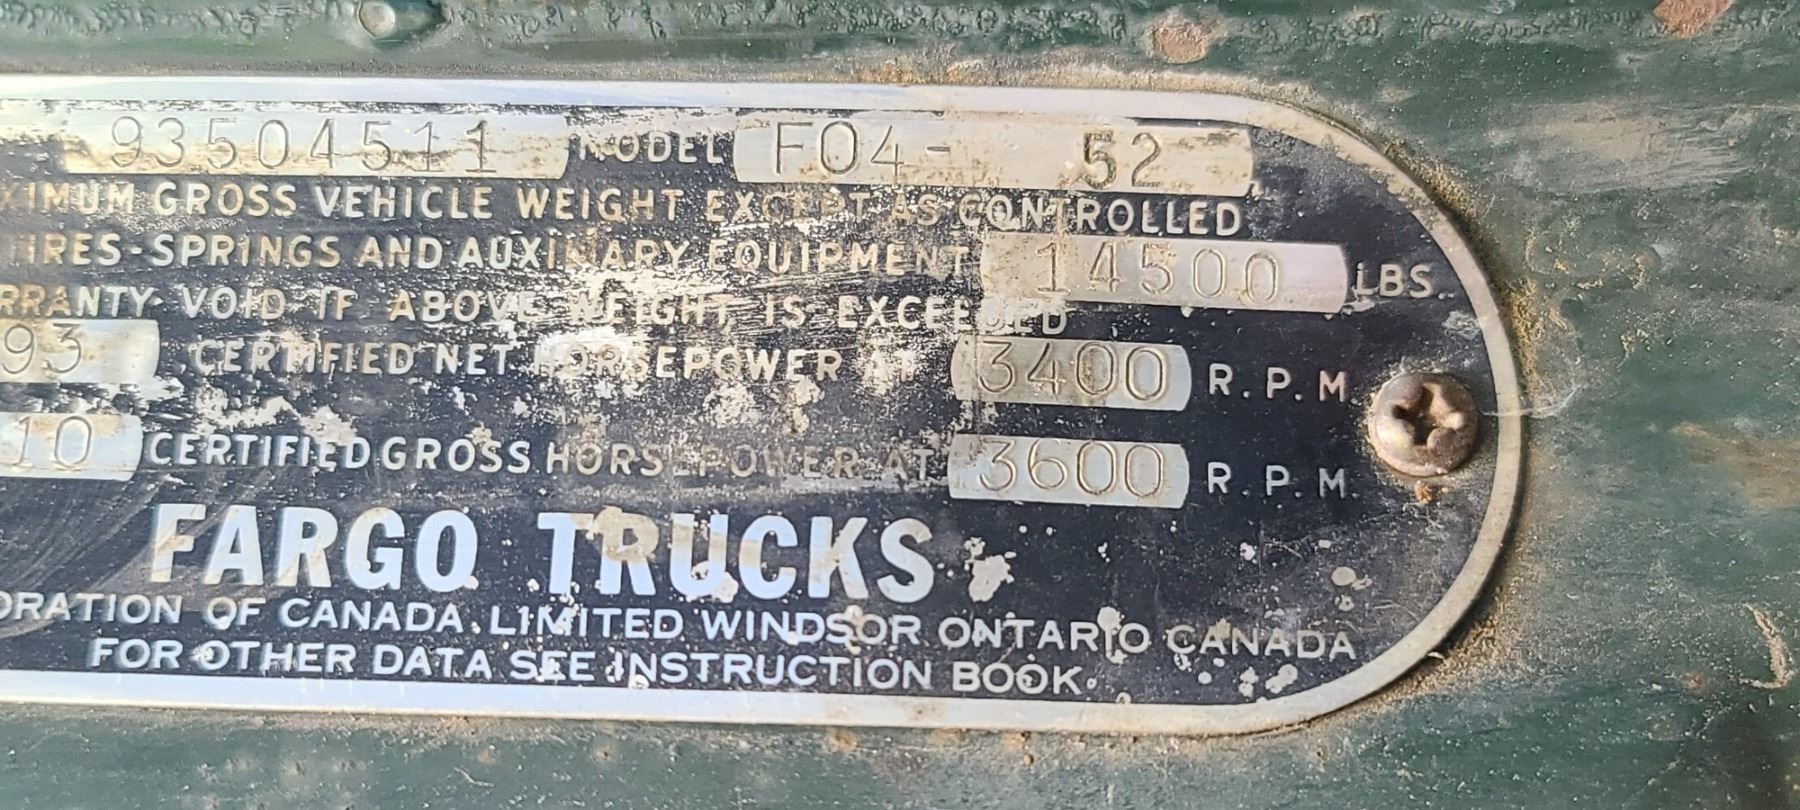 93504511 MODEL FO4- 52
XIMUM GROSS VEHICLE WEIGHT EXCEPT AS CONTROLLED
IRES-SPRINGS AND AUXILIARY EQUIPMENT 14500 LBS.
RRANTY VOID IF ABOVE WEIGHT IS EXCEEDED
93 CERTIFIED NET HORSEPOWER AT 3400 R.P.M
10 CERTIFIED GROSS HORSEPOWER AT 3600 R.P.M.
FARGO TRUCKS
ORATION OF CANADA, LIMITED WINDSOR ONTARIO CANADA
FOR OTHER DATA SEE INSTRUCTION BOOK.